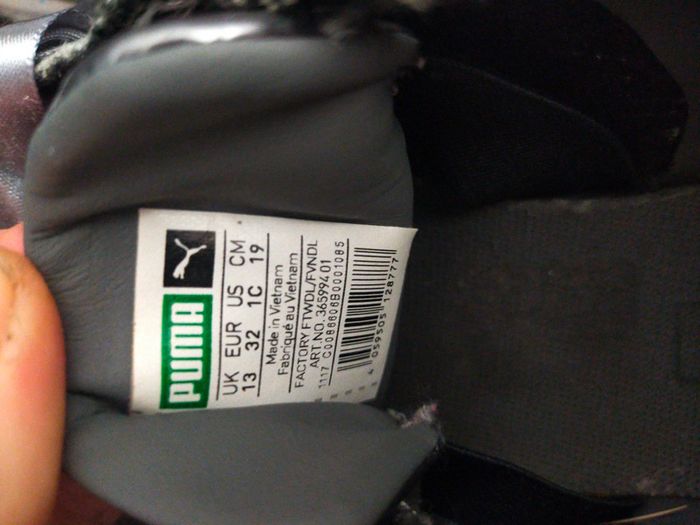 PUMA
UK EUR US CM
13 32 1C 19
Made in Vietnam
Fabriqué au Vietnam
FACTORY FTWDL/FVNDL
ART.NO. 365994 01
1117 C0086606B0001085
4 059505 128777